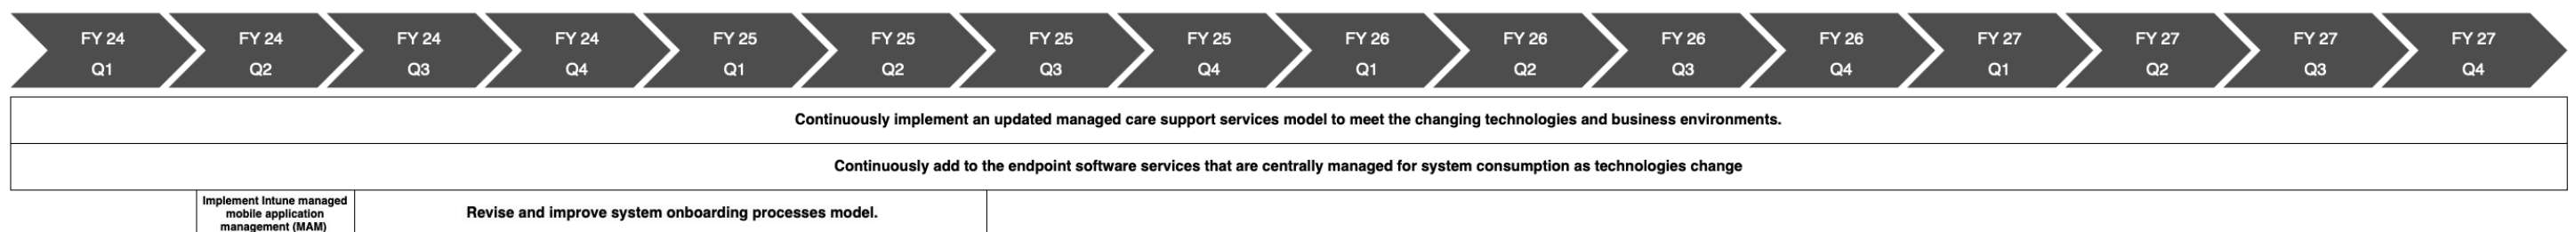 FY 24 FY 24 FY 24 FY 24 FY 25 FY 25 FY 25 FY 25 FY 26 FY 26 FY 26 FY 26 FY 27 FY 27 FY 27 FY 27
Q1 Q2 Q3 Q4 Q1 Q2 Q3 Q4 Q1 Q2 Q3 Q4 Q1 Q2 Q3 Q4
Continuously implement an updated managed care support services model to meet the changing technologies and business environments.
Continuously add to the endpoint software services that are centrally managed for system consumption as technologies change
Implement Intune managed
mobile application
management (MAM)
Revise and improve system onboarding processes model.